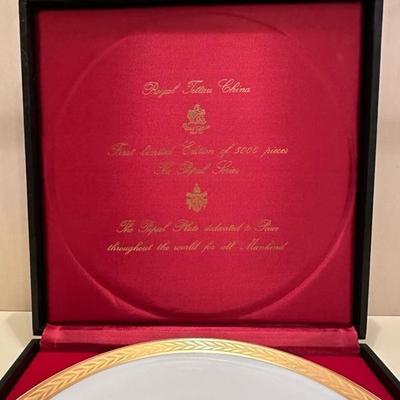 Royal Tettau China
First limited Edition of 5000 pieces
The Papal Series
The Papal Plate dedicated to Peace
throughout the world for all Mankind